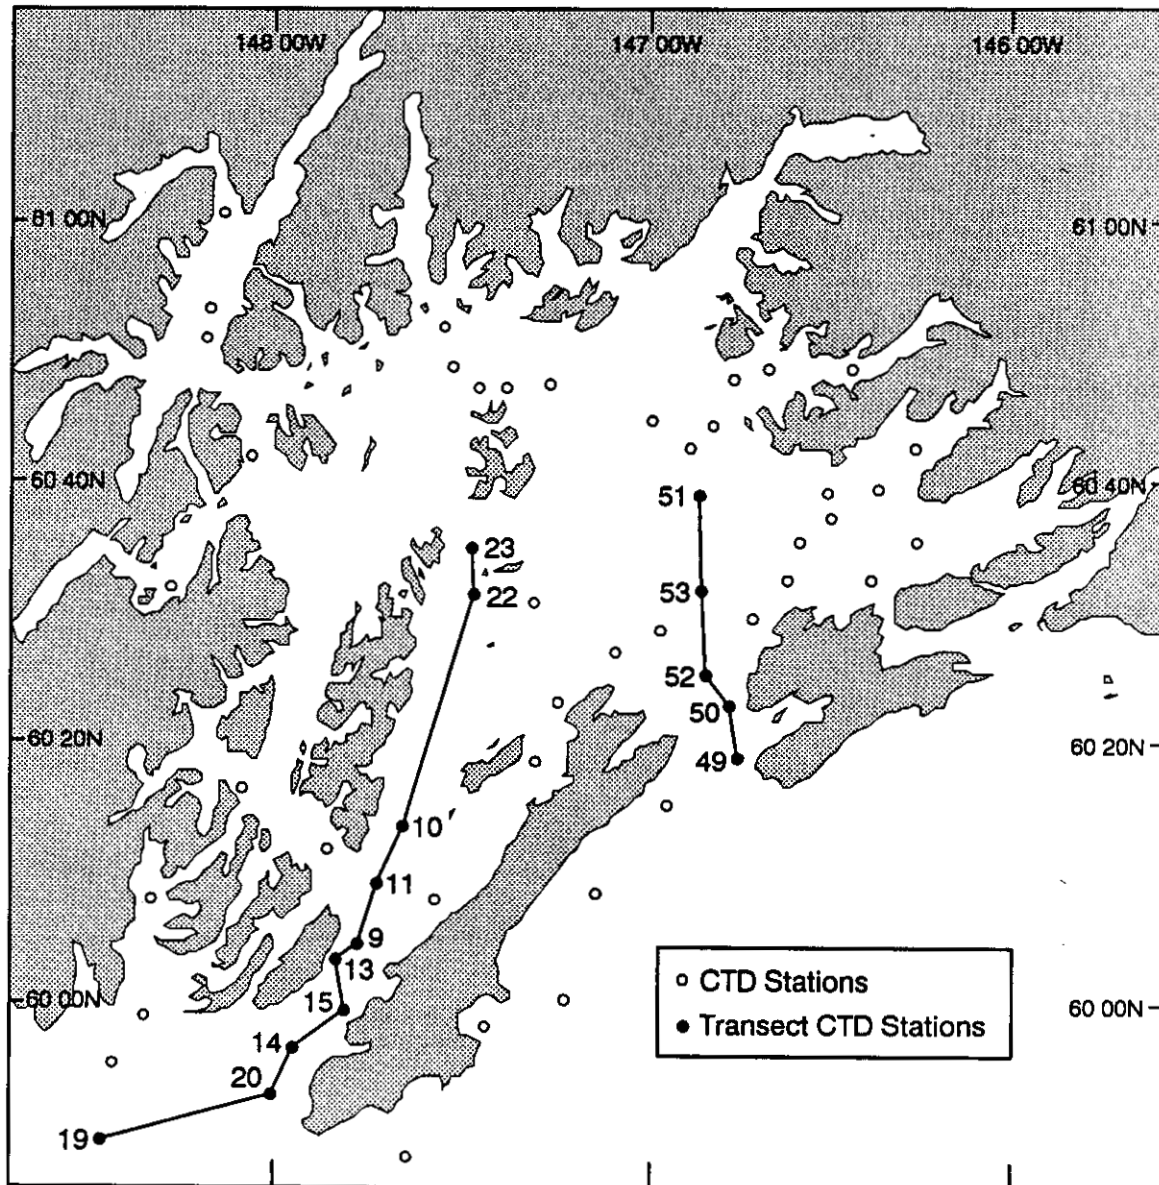 148 00W 147 00W 146 00W
61 00N 61 00N
60 40N 60 40N
51
23
53
22
52
50
60 20N 60 20N
49
10
11
9
13
60 00N 60 00N
15
14
20
19
CTD Stations
Transect CTD Stations